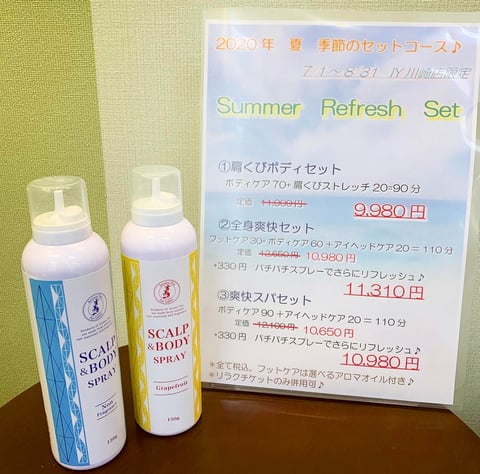 2020年 夏 季節のセットコース♪
7/1～8/31 IY川崎店限定
Summer Refresh Set
①肩くびボディセット
ボディケア70+肩くびストレッチ20=90分
定価 11,000円 9,980円
②全身爽快セット
フットケア30+ボディケア60+アイヘッドケア20=110分
定価 12,650円 10,980円
+330円 パチパチスプレーでさらにリフレッシュ♪
11,310円
③爽快スパセット
ボディケア90+アイヘッドケア20=110分
定価 12,100円 10,650円
+330円 パチパチスプレーでさらにリフレッシュ♪
10,980円
*全て税込、フットケアは選べるアロマオイル付き♪
*リラクチケットのみ併用可♪
SCALP
&BODY
SPRAY
Non
Fragrance
130g
SCALP
&BODY
SPRAY
Grapefruit
130g